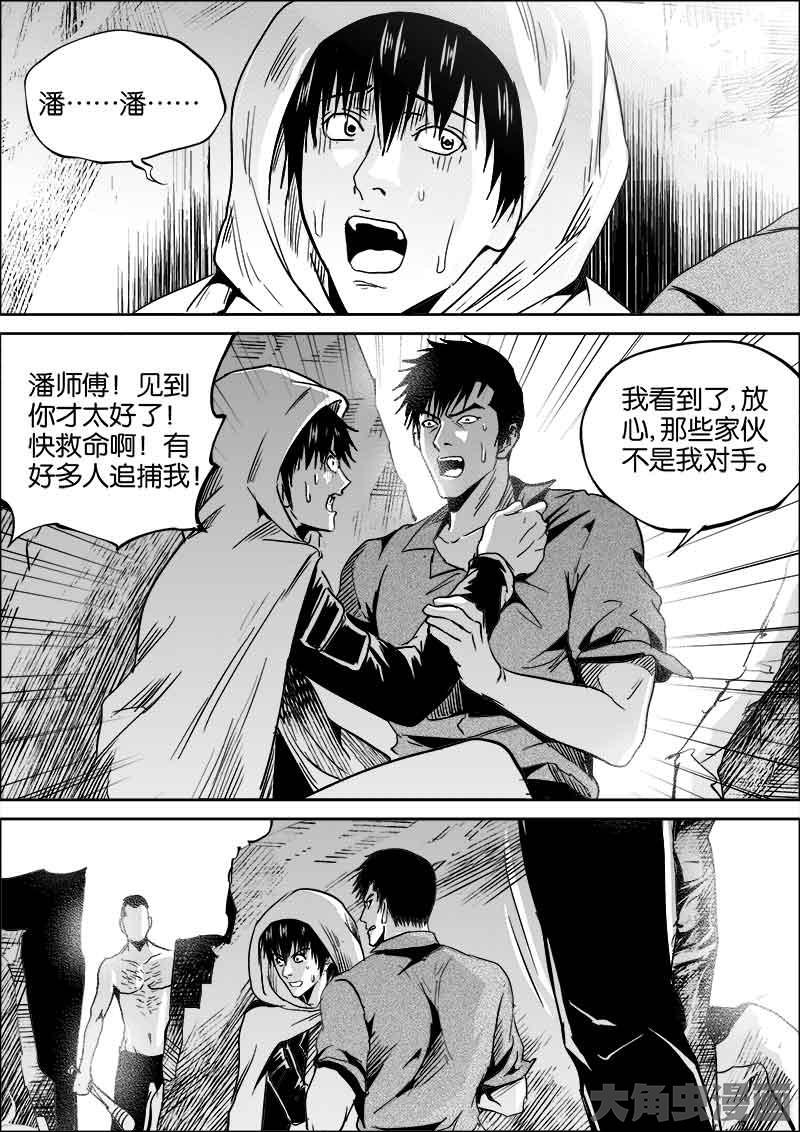 潘……潘……
潘师傅！见到
你才太好了！
快救命啊！有
好多人追捕我！
我看到了,放
心,那些家伙
不是我对手。
大角虫漫画